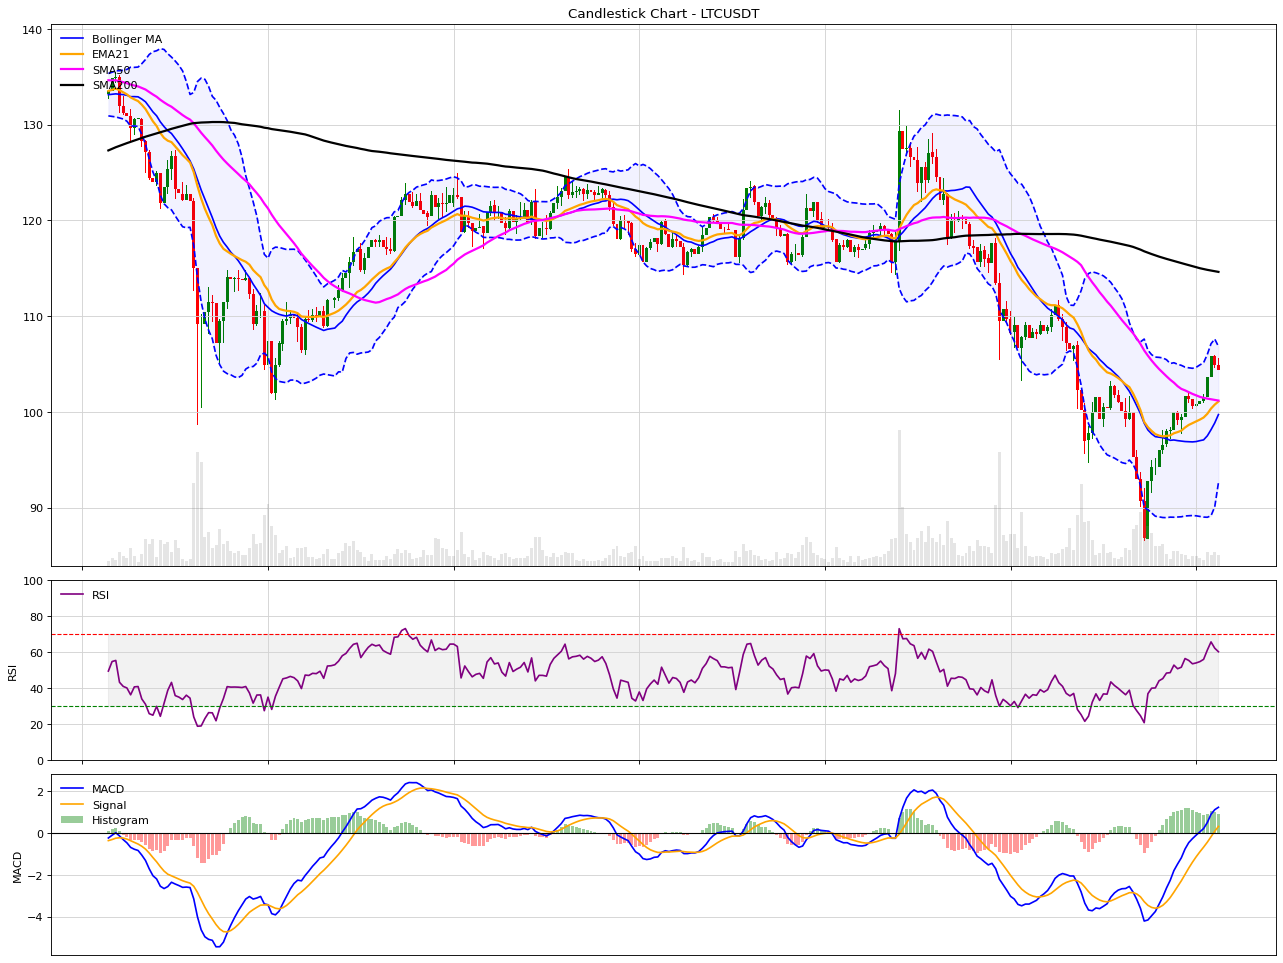 Candlestick Chart - LTCUSDT
140
130
120
110
100
90
Bollinger MA
EMA21
SMA50
SMA200
100
80
60
40
20
0
RSI
RSI
2
0
−2
−4
MACD
MACD
Signal
Histogram